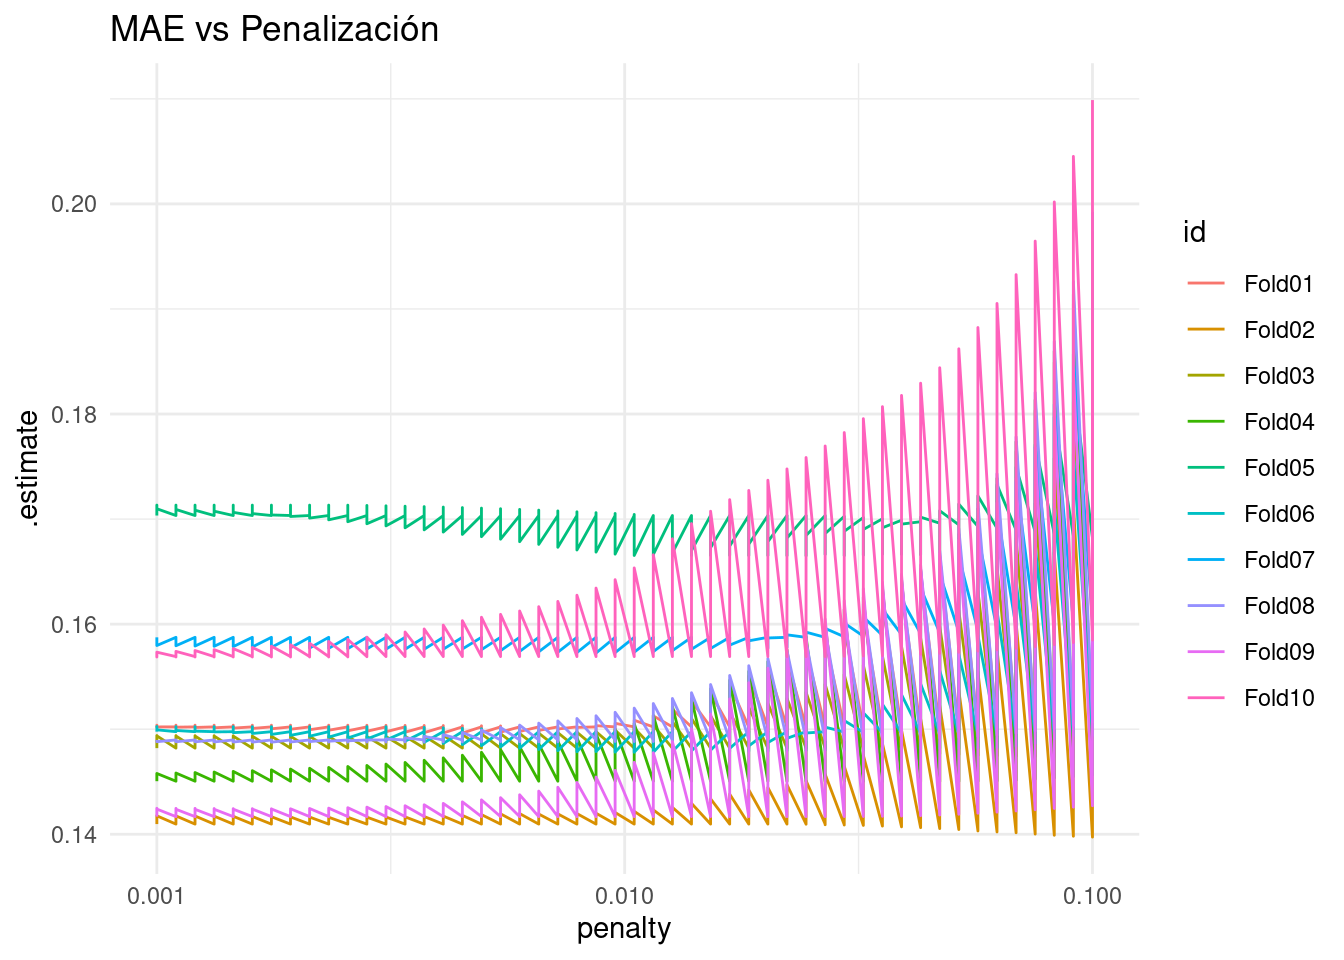 MAE vs Penalización
.estimate
0.20
0.18
0.16
0.14
0.001
0.010
0.100
penalty
id
Fold01
Fold02
Fold03
Fold04
Fold05
Fold06
Fold07
Fold08
Fold09
Fold10